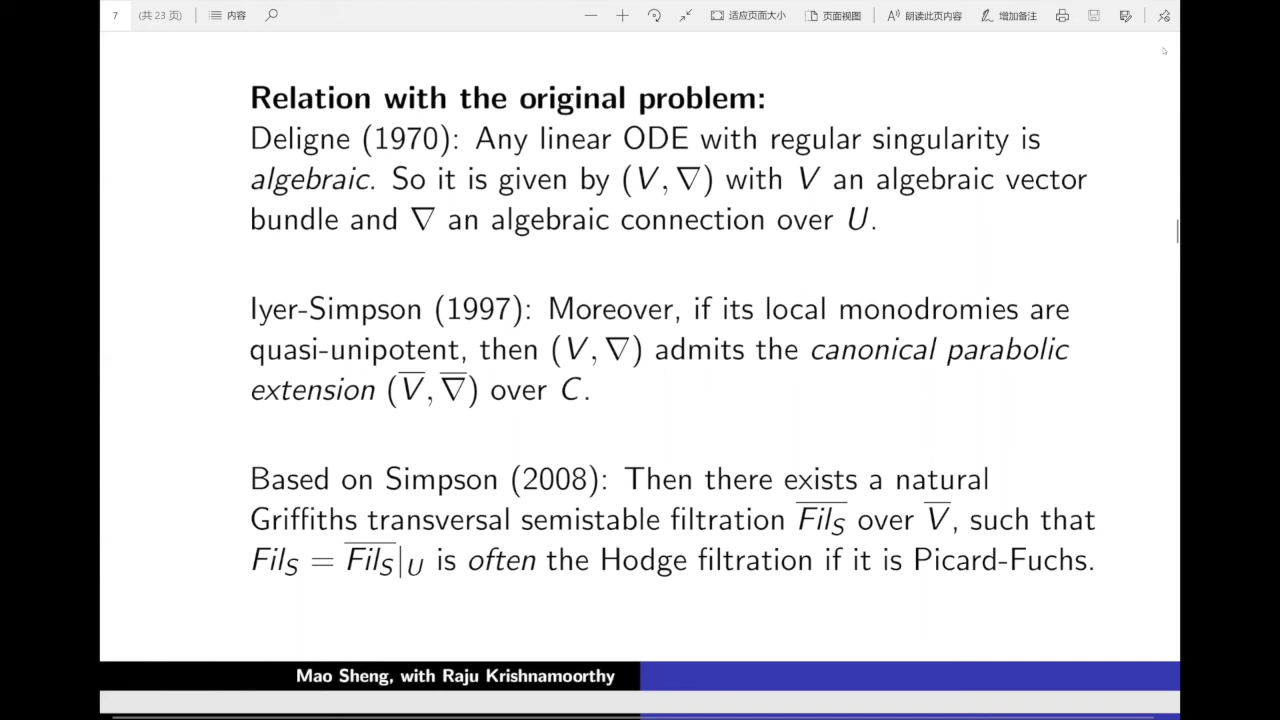 7 (共 23 页) 内容 适应页面大小 页面视图 朗读此页内容 增加备注
Relation with the original problem:
Deligne (1970): Any linear ODE with regular singularity is
algebraic. So it is given by (V, ∇) with V an algebraic vector
bundle and ∇ an algebraic connection over U.
Iyer-Simpson (1997): Moreover, if its local monodromies are
quasi-unipotent, then (V, ∇) admits the canonical parabolic
extension (V̅, ∇̅) over C.
Based on Simpson (2008): Then there exists a natural
Griffiths transversal semistable filtration \overline{Fil_S} over V̅, such that
Fil_S = \overline{Fil_S}|_U is often the Hodge filtration if it is Picard-Fuchs.
Mao Sheng, with Raju Krishnamoorthy